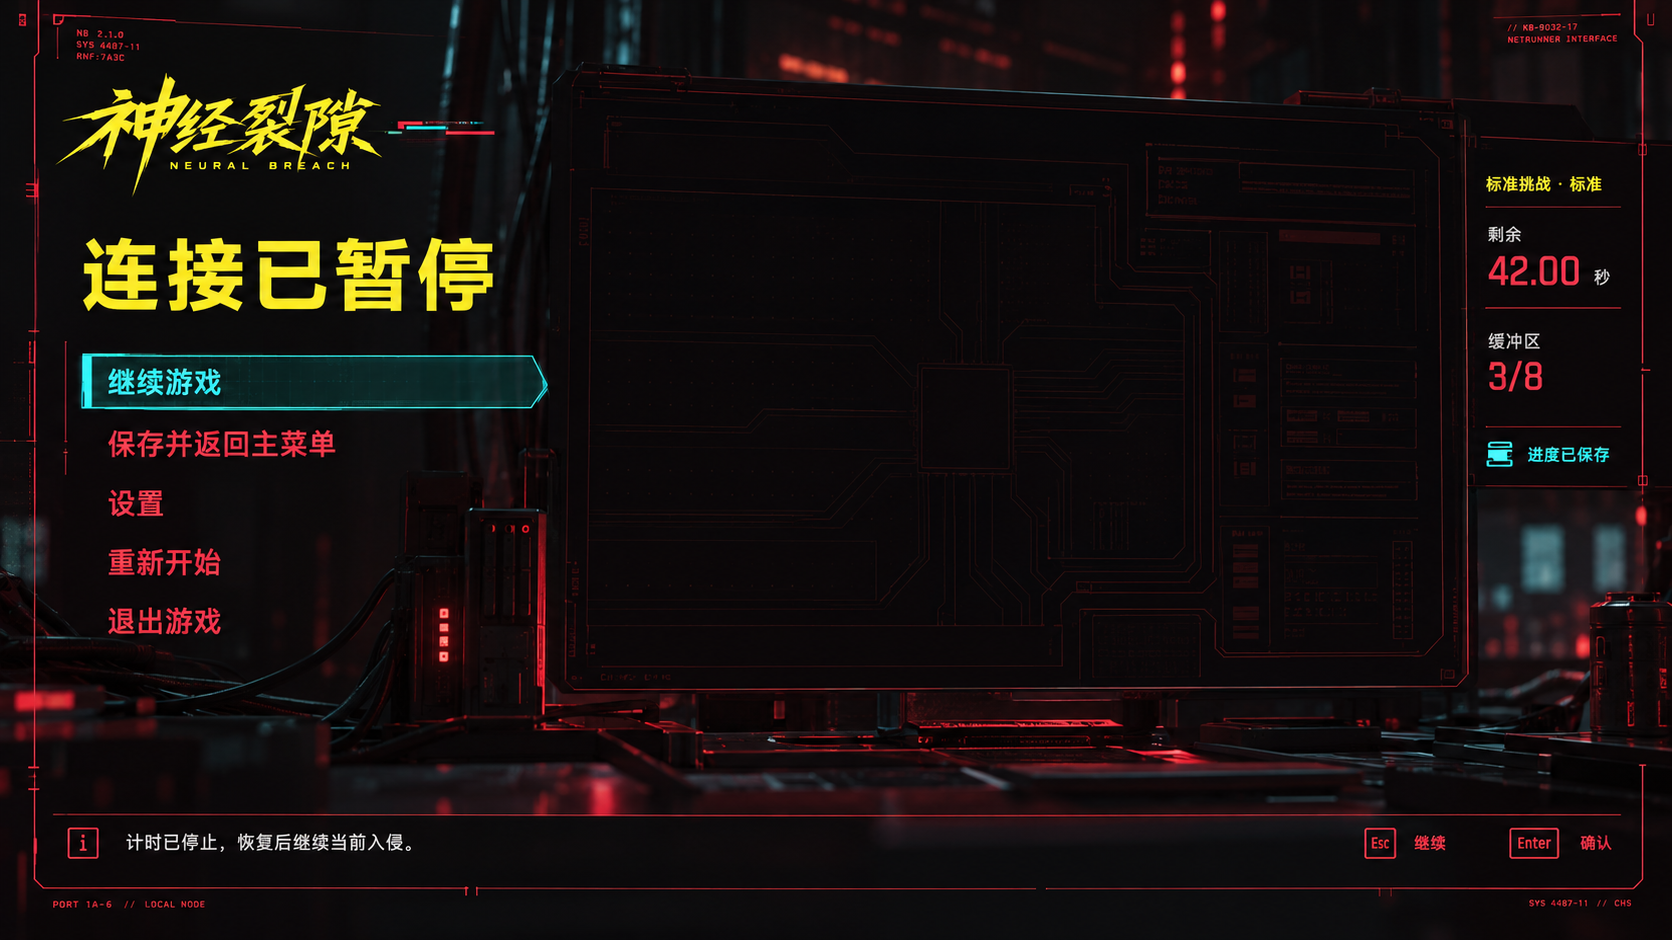 NB 2.1.0
SYS 4487-11
RNF:7A3C
// KB-9032-17
NETRUNNER INTERFACE
神经裂隙
NEURAL BREACH
连接已暂停
继续游戏
保存并返回主菜单
设置
重新开始
退出游戏
标准挑战 · 标准
剩余
42.00 秒
缓冲区
3/8
进度已保存
i 计时已停止，恢复后继续当前入侵。
Esc 继续 Enter 确认
PORT 1A-6 // LOCAL NODE
SYS 4487-11 // CHS